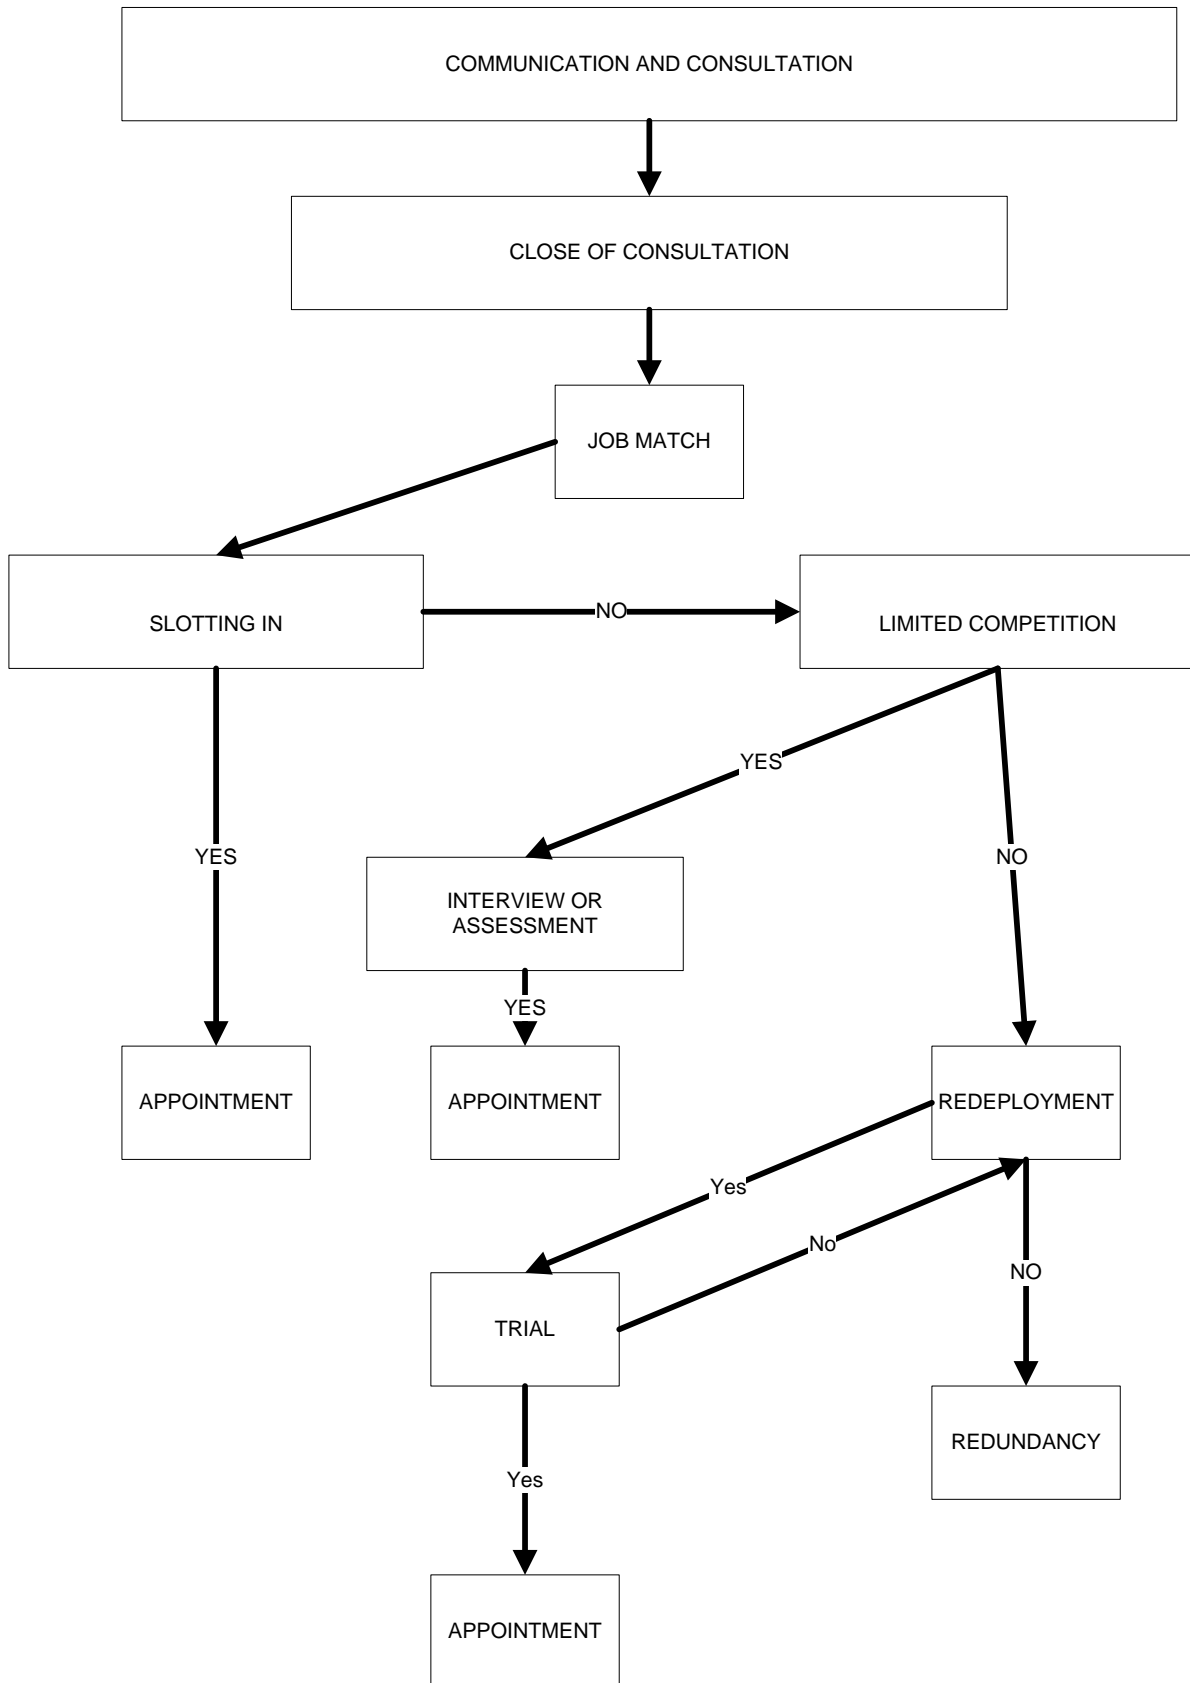 COMMUNICATION AND CONSULTATION
CLOSE OF CONSULTATION
JOB MATCH
SLOTTING IN
NO
LIMITED COMPETITION
YES
YES
NO
INTERVIEW OR
ASSESSMENT
YES
APPOINTMENT
APPOINTMENT
REDEPLOYMENT
Yes
No
NO
TRIAL
REDUNDANCY
Yes
APPOINTMENT